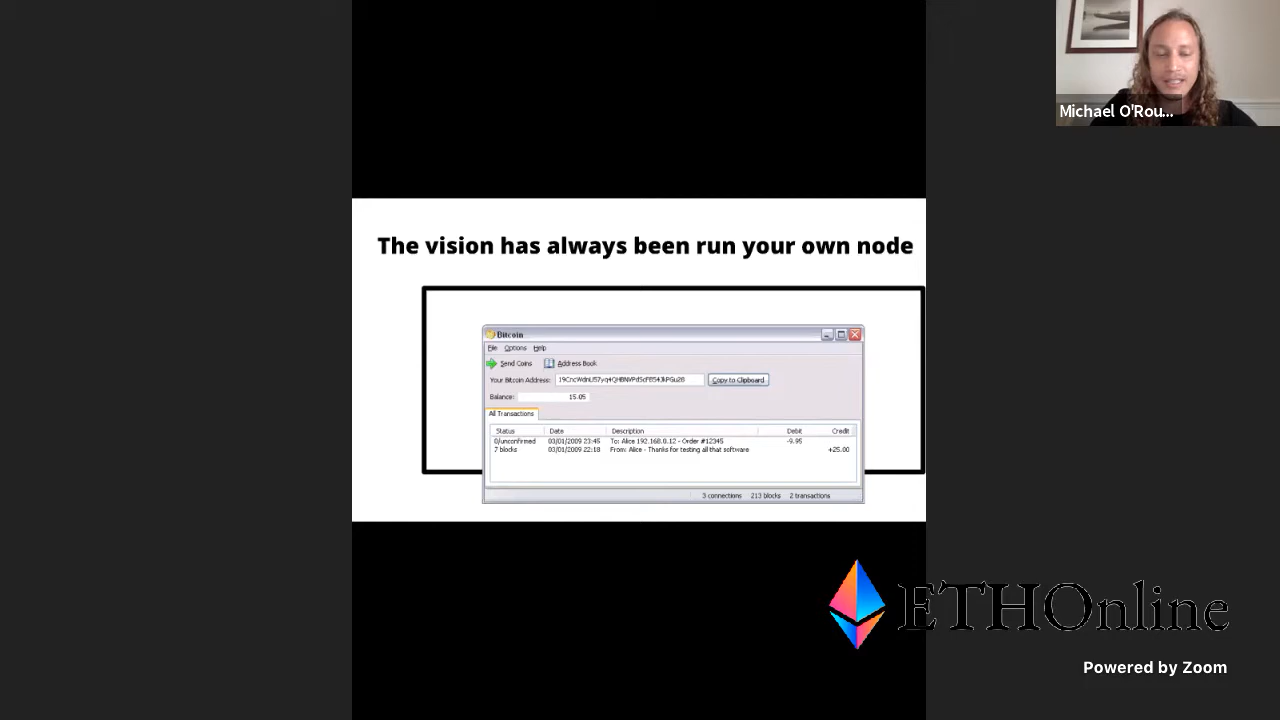 Michael O'Rou...
The vision has always been run your own node
Bitcoin
File Options Help
Send Coins Address Book
Your Bitcoin Address: Copy to Clipboard
Balance: 15.05
All Transactions
Status Date Description Debit Credit
0/unconfirmed 03/01/2009 23:45 To: Alice 192.168.0.12 - Order #12345 -9.95
7 blocks 03/01/2009 22:18 From: Alice - Thanks for testing all that software +25.00
3 connections 213 blocks 2 transactions
ETHOnline
Powered by Zoom